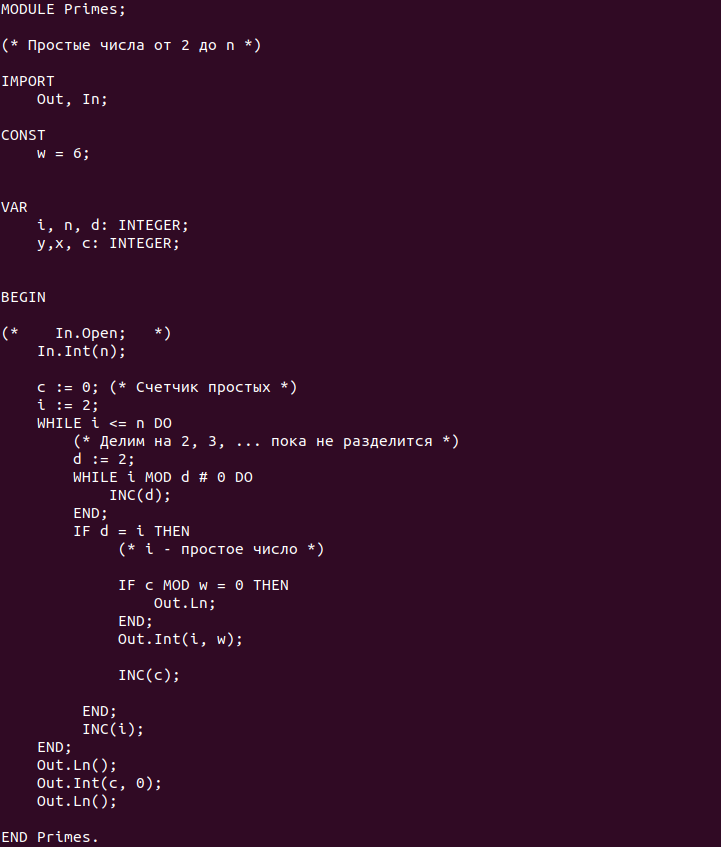 MODULE Primes;
(* Простые числа от 2 до n *)
IMPORT
Out, In;
CONST
w = 6;
VAR
i, n, d: INTEGER;
y,x, c: INTEGER;
BEGIN
(*    In.Open;   *)
In.Int(n);
c := 0; (* Счетчик простых *)
i := 2;
WHILE i <= n DO
(* Делим на 2, 3, ... пока не разделится *)
d := 2;
WHILE i MOD d # 0 DO
INC(d);
END;
IF d = i THEN
(* i - простое число *)
IF c MOD w = 0 THEN
Out.Ln;
END;
Out.Int(i, w);
INC(c);
END;
INC(i);
END;
Out.Ln();
Out.Int(c, 0);
Out.Ln();
END Primes.